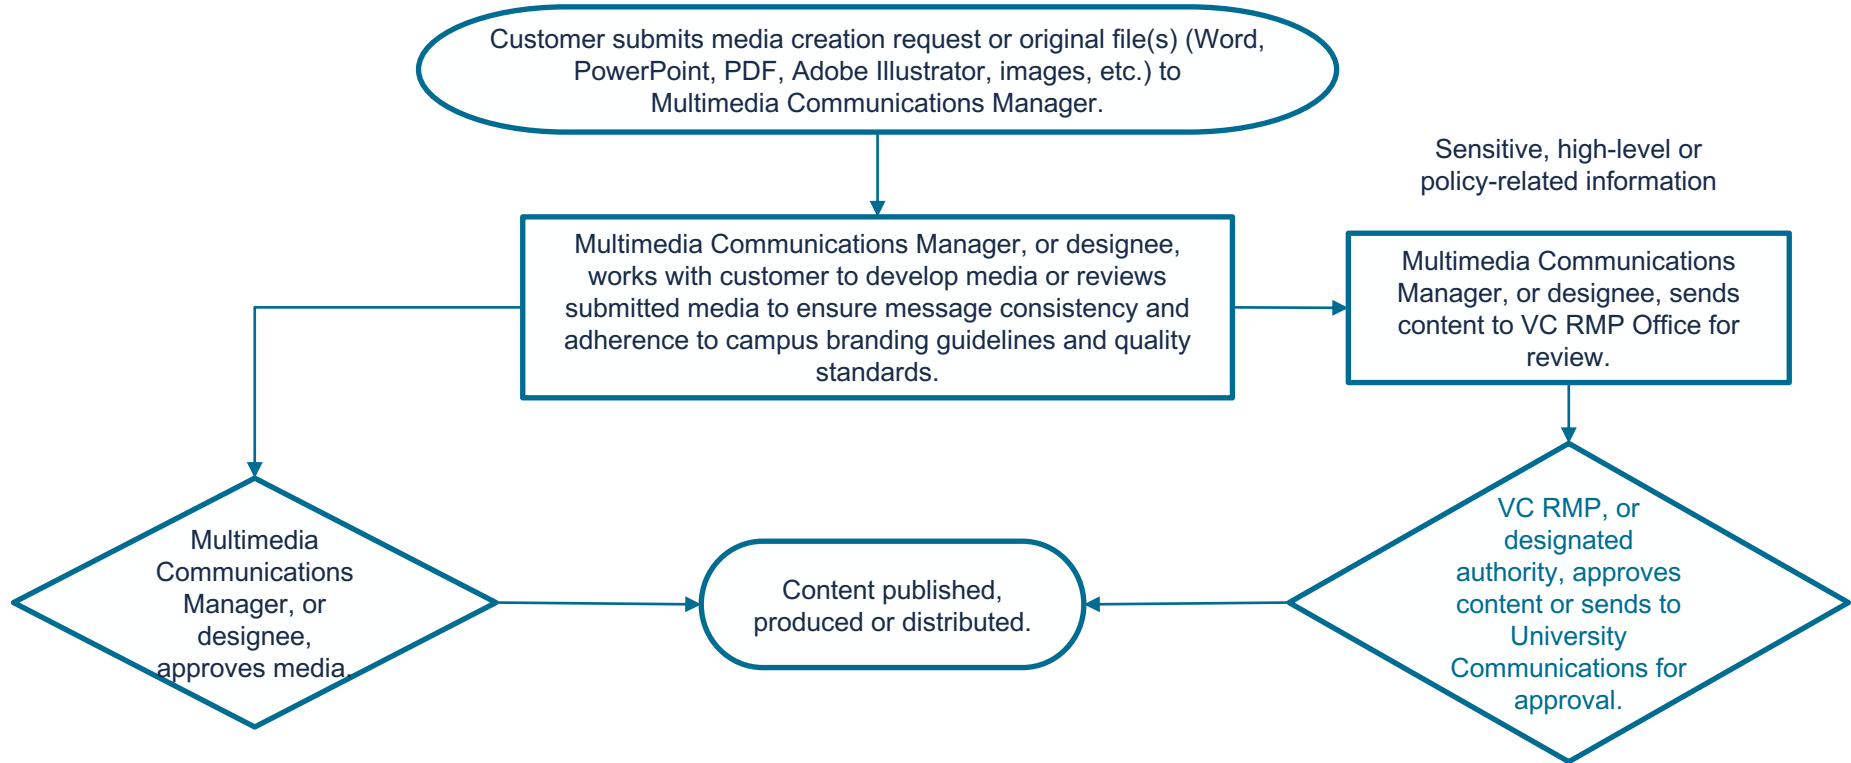 Customer submits media creation request or original file(s) (Word,
PowerPoint, PDF, Adobe Illustrator, images, etc.) to
Multimedia Communications Manager.
Sensitive, high-level or
policy-related information
Multimedia Communications Manager, or designee,
works with customer to develop media or reviews
submitted media to ensure message consistency and
adherence to campus branding guidelines and quality
standards.
Multimedia Communications
Manager, or designee, sends
content to VC RMP Office for
review.
Multimedia
Communications
Manager, or
designee,
approves media.
Content published,
produced or distributed.
VC RMP, or
designated
authority, approves
content or sends to
University
Communications for
approval.